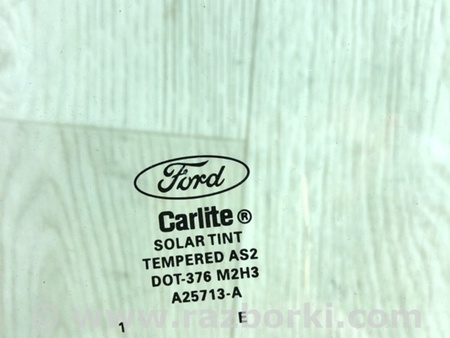 Ford
Carlite ®
SOLAR TINT
TEMPERED AS2
DOT-376 M2H3
A25713-A
1 E
© www.razborki.com